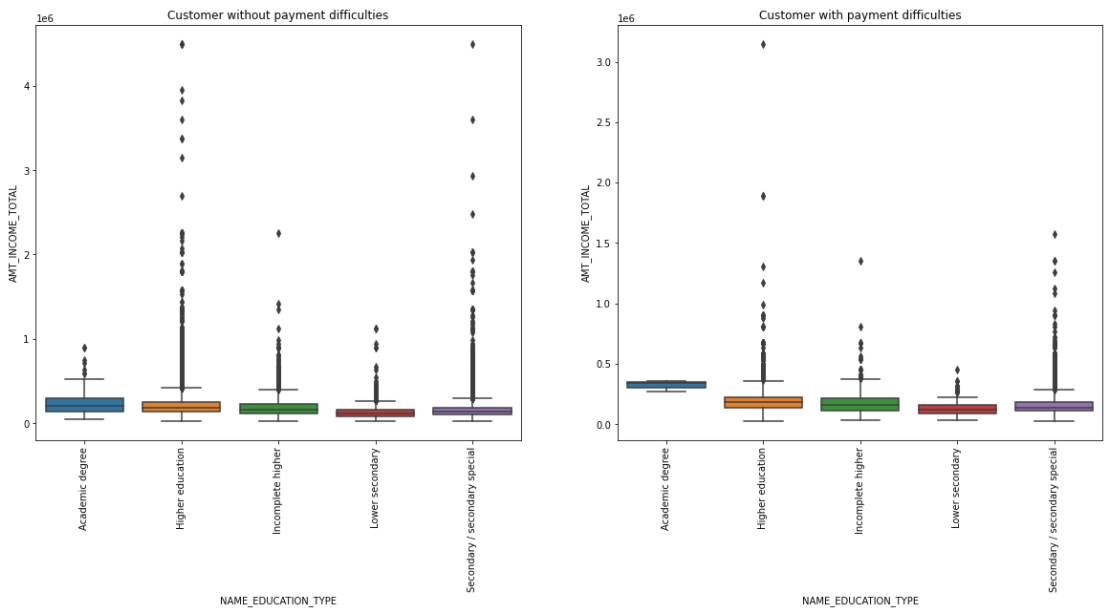 Customer without payment difficulties
1e6
4
3
2
1
0
AMT_INCOME_TOTAL
Academic degree
Higher education
Incomplete higher
Lower secondary
Secondary / secondary special
NAME_EDUCATION_TYPE
Customer with payment difficulties
1e6
3.0
2.5
2.0
1.5
1.0
0.5
0.0
AMT_INCOME_TOTAL
Academic degree
Higher education
Incomplete higher
Lower secondary
Secondary / secondary special
NAME_EDUCATION_TYPE